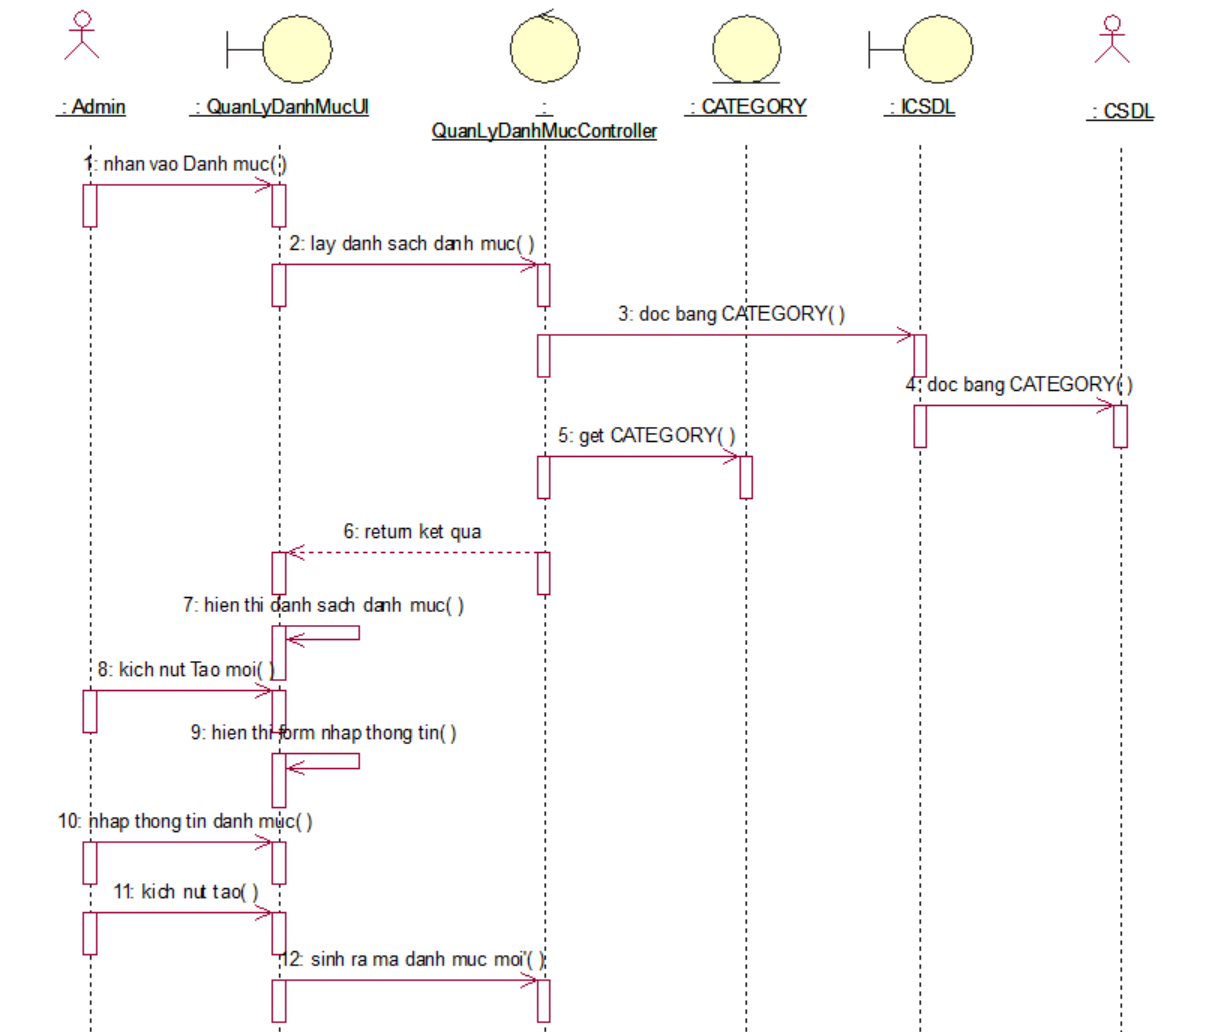 : Admin
: QuanLyDanhMucUI
:
QuanLyDanhMucController
: CATEGORY
: ICSDL
: CSDL
1: nhan vao Danh muc( )
2: lay danh sach danh muc( )
3: doc bang CATEGORY( )
4: doc bang CATEGORY( )
5: get CATEGORY( )
6: return ket qua
7: hien thi danh sach danh muc( )
8: kich nut Tao moi( )
9: hien thi form nhap thong tin( )
10: nhap thong tin danh muc( )
11: kich nut tao( )
12: sinh ra ma danh muc moi'( )